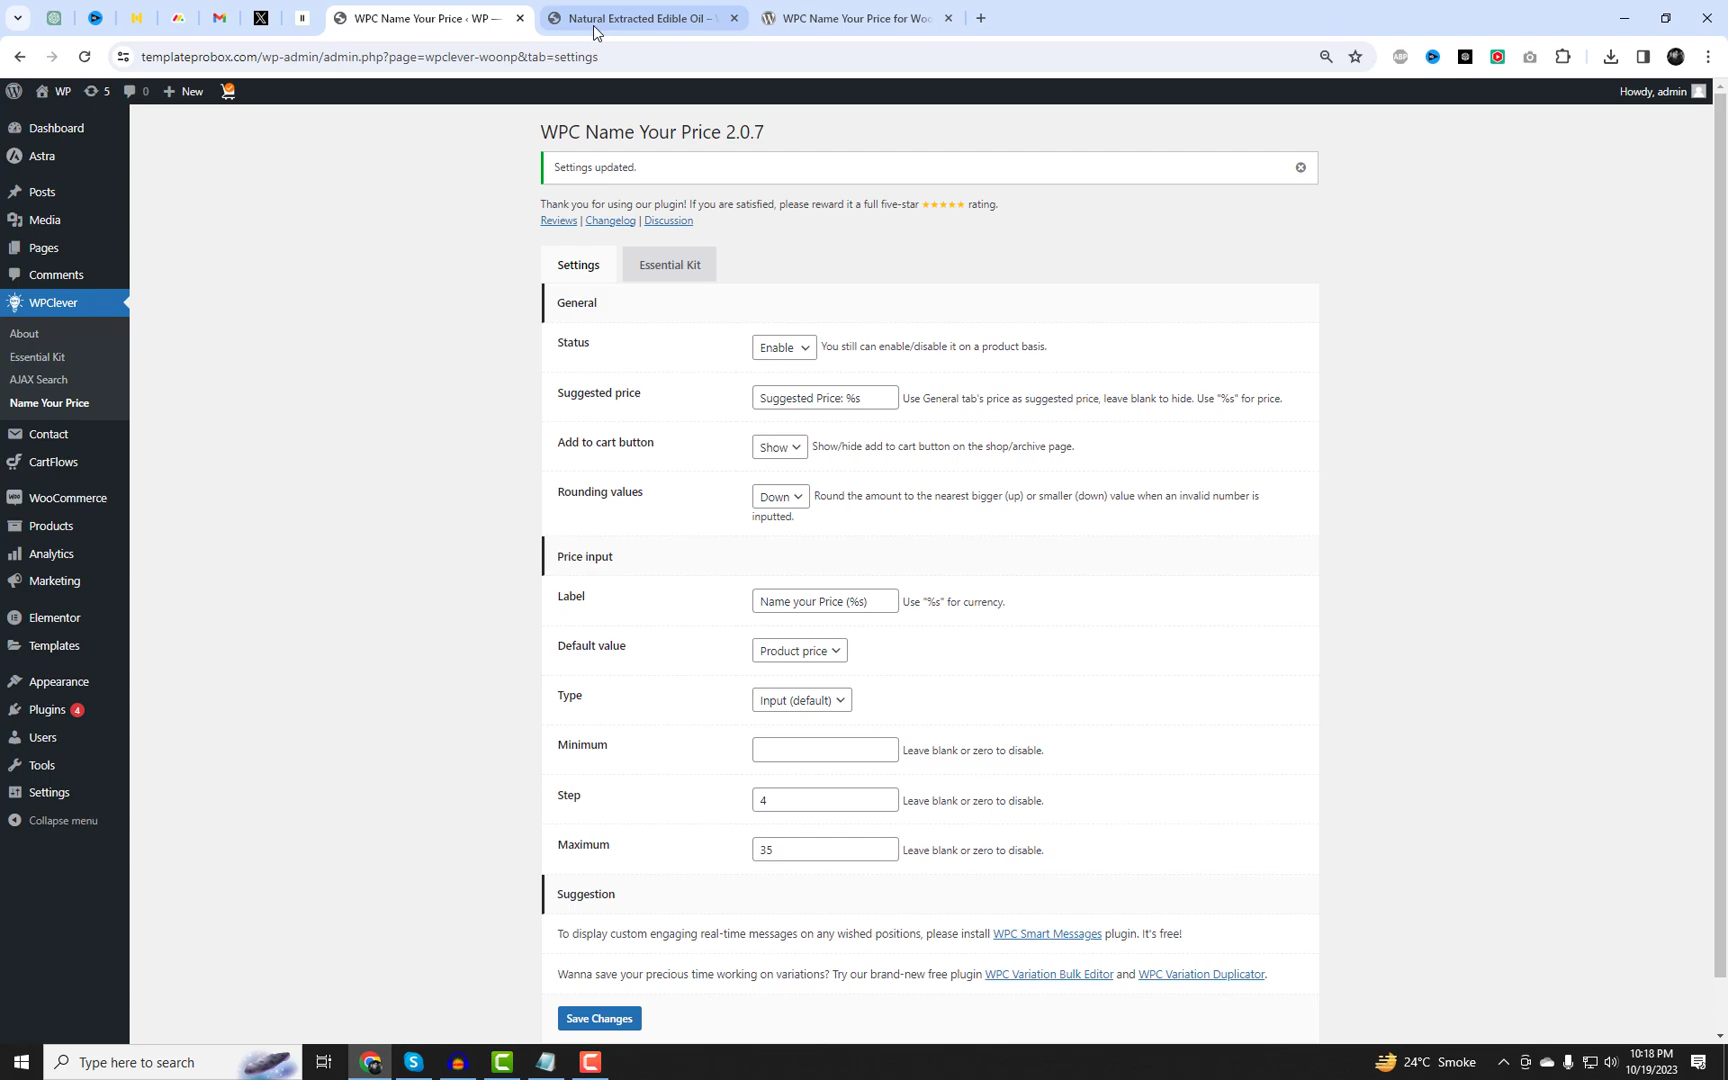 WPC Name Your Price ‹ WP —
Natural Extracted Edible Oil –
WPC Name Your Price for Woo
templateprobox.com/wp-admin/admin.php?page=wpclever-woonp&tab=settings
WP
5
0
New
Howdy, admin
Dashboard
Astra
Posts
Media
Pages
Comments
WPClever
About
Essential Kit
AJAX Search
Name Your Price
Contact
CartFlows
WooCommerce
Products
Analytics
Marketing
Elementor
Templates
Appearance
Plugins 4
Users
Tools
Settings
Collapse menu
WPC Name Your Price 2.0.7
Settings updated.
Thank you for using our plugin! If you are satisfied, please reward it a full five-star ★★★★★ rating.
Reviews | Changelog | Discussion
Settings
Essential Kit
General
Status
Enable
You still can enable/disable it on a product basis.
Suggested price
Suggested Price: %s
Use General tab's price as suggested price, leave blank to hide. Use "%s" for price.
Add to cart button
Show
Show/hide add to cart button on the shop/archive page.
Rounding values
Down
Round the amount to the nearest bigger (up) or smaller (down) value when an invalid number is
inputted.
Price input
Label
Name your Price (%s)
Use "%s" for currency.
Default value
Product price
Type
Input (default)
Minimum
Leave blank or zero to disable.
Step
4
Leave blank or zero to disable.
Maximum
35
Leave blank or zero to disable.
Suggestion
To display custom engaging real-time messages on any wished positions, please install WPC Smart Messages plugin. It's free!
Wanna save your precious time working on variations? Try our brand-new free plugin WPC Variation Bulk Editor and WPC Variation Duplicator.
Save Changes
Type here to search
24°C Smoke
10:18 PM
10/19/2023